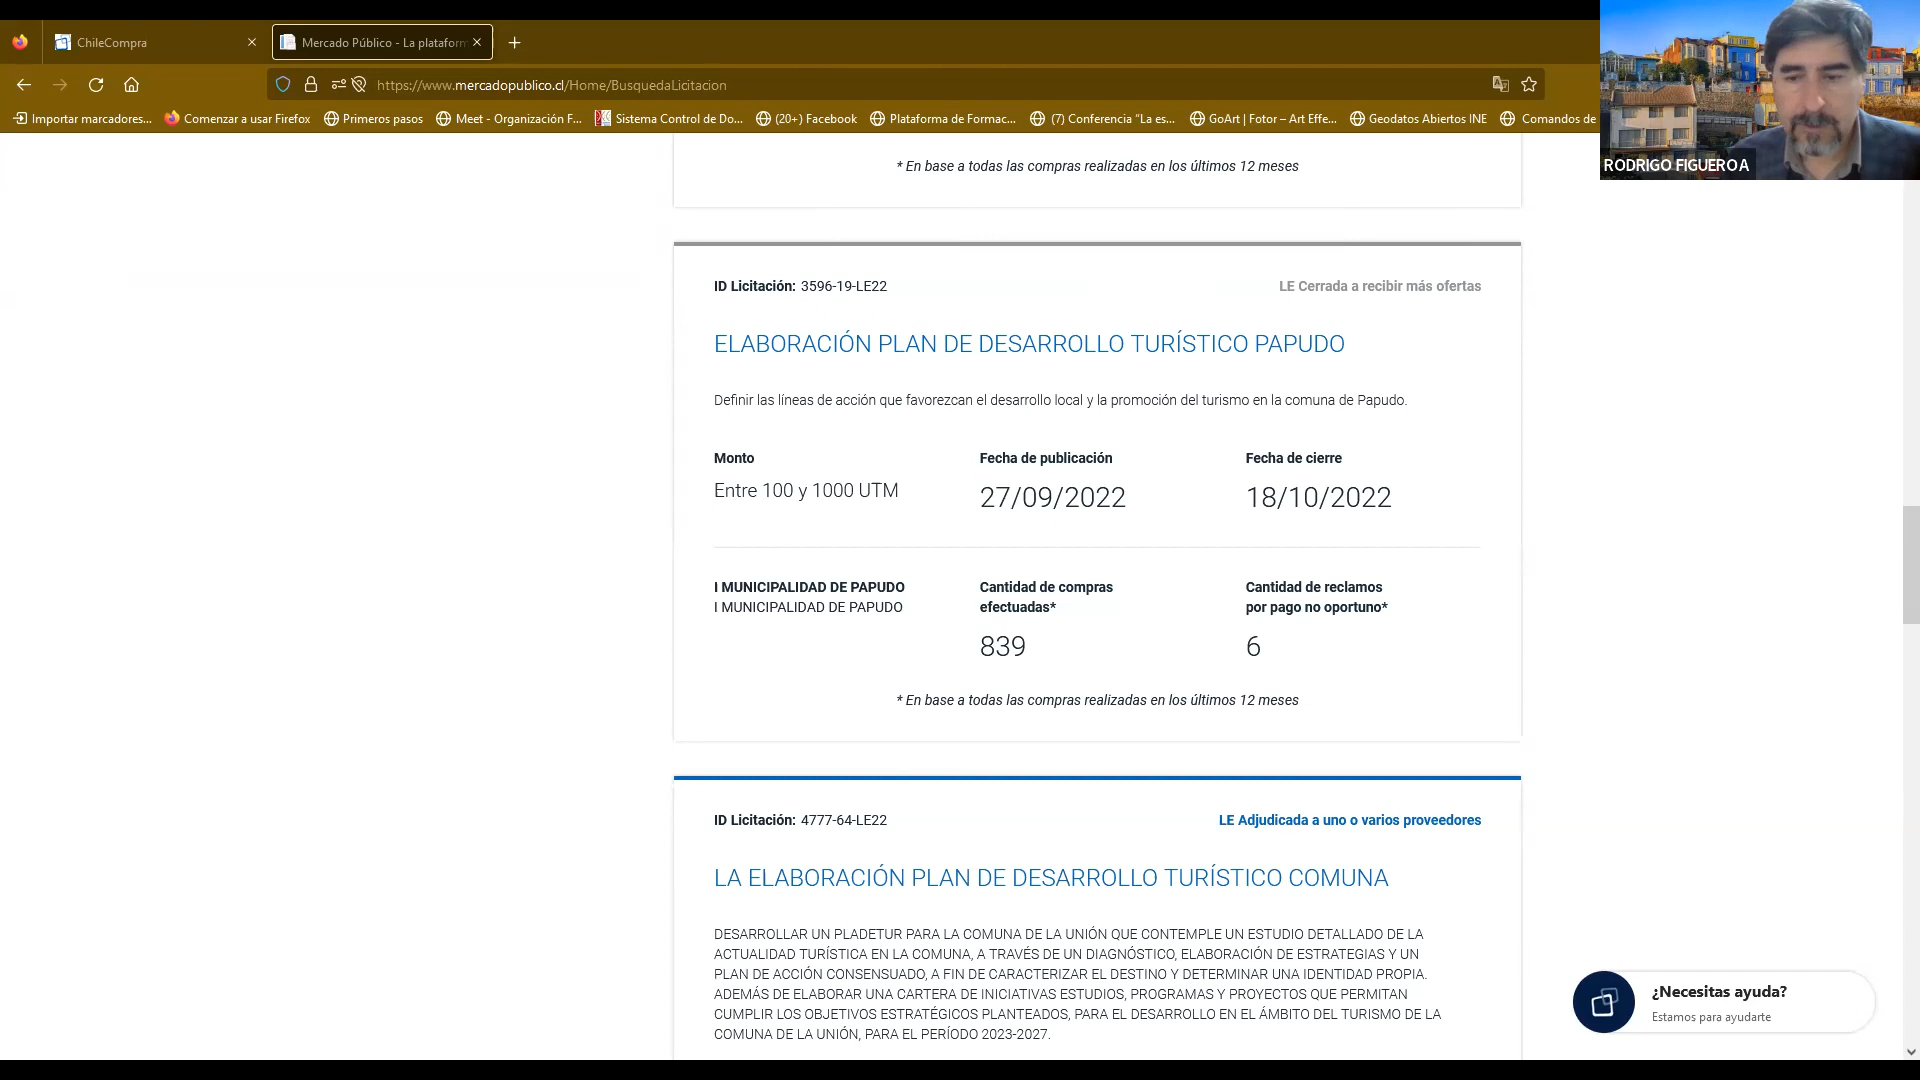 ChileCompra
Mercado Público - La plataform
https://www.mercadopublico.cl/Home/BusquedaLicitacion
Importar marcadores...
Comenzar a usar Firefox
Primeros pasos
Meet - Organización F...
Sistema Control de Do...
(20+) Facebook
Plataforma de Formac...
(7) Conferencia "La es...
GoArt | Fotor – Art Effe...
Geodatos Abiertos INE
Comandos de
RODRIGO FIGUEROA
* En base a todas las compras realizadas en los últimos 12 meses
ID Licitación: 3596-19-LE22
LE Cerrada a recibir más ofertas
ELABORACIÓN PLAN DE DESARROLLO TURÍSTICO PAPUDO
Definir las líneas de acción que favorezcan el desarrollo local y la promoción del turismo en la comuna de Papudo.
Monto
Fecha de publicación
Fecha de cierre
Entre 100 y 1000 UTM
27/09/2022
18/10/2022
I MUNICIPALIDAD DE PAPUDO
I MUNICIPALIDAD DE PAPUDO
Cantidad de compras
efectuadas*
Cantidad de reclamos
por pago no oportuno*
839
6
* En base a todas las compras realizadas en los últimos 12 meses
ID Licitación: 4777-64-LE22
LE Adjudicada a uno o varios proveedores
LA ELABORACIÓN PLAN DE DESARROLLO TURÍSTICO COMUNA
DESARROLLAR UN PLADETUR PARA LA COMUNA DE LA UNIÓN QUE CONTEMPLE UN ESTUDIO DETALLADO DE LA
ACTUALIDAD TURÍSTICA EN LA COMUNA, A TRAVÉS DE UN DIAGNÓSTICO, ELABORACIÓN DE ESTRATEGIAS Y UN
PLAN DE ACCIÓN CONSENSUADO, A FIN DE CARACTERIZAR EL DESTINO Y DETERMINAR UNA IDENTIDAD PROPIA.
ADEMÁS DE ELABORAR UNA CARTERA DE INICIATIVAS ESTUDIOS, PROGRAMAS Y PROYECTOS QUE PERMITAN
CUMPLIR LOS OBJETIVOS ESTRATÉGICOS PLANTEADOS, PARA EL DESARROLLO EN EL ÁMBITO DEL TURISMO DE LA
COMUNA DE LA UNIÓN, PARA EL PERÍODO 2023-2027.
¿Necesitas ayuda?
Estamos para ayudarte